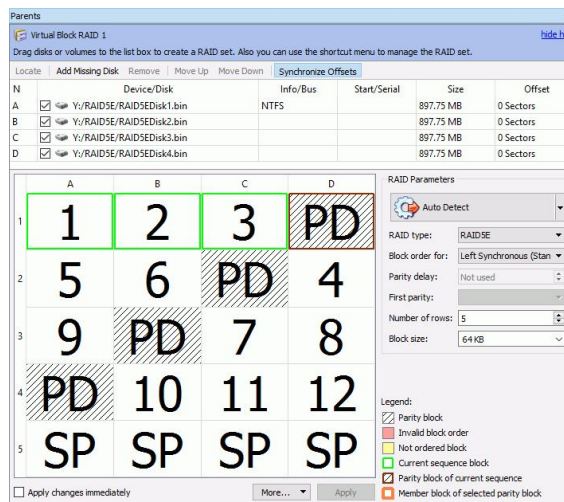 Parents
Virtual Block RAID 1 hide h
Drag disks or volumes to the list box to create a RAID set. Also you can use the shortcut menu to manage the RAID set.
Locate Add Missing Disk Remove Move Up Move Down Synchronize Offsets
N Device/Disk Info/Bus Start/Serial Size Offset
A Y:/RAID5E/RAID5EDisk1.bin NTFS 897.75 MB 0 Sectors
B Y:/RAID5E/RAID5EDisk2.bin 897.75 MB 0 Sectors
C Y:/RAID5E/RAID5EDisk3.bin 897.75 MB 0 Sectors
D Y:/RAID5E/RAID5EDisk4.bin 897.75 MB 0 Sectors
A B C D
1 1 2 3 PD
2 5 6 PD 4
3 9 PD 7 8
4 PD 10 11 12
5 SP SP SP SP
Apply changes immediately More... Apply
RAID Parameters
Auto Detect
RAID type: RAID5E
Block order for: Left Synchronous (Stan
Parity delay: Not used
First parity:
Number of rows: 5
Block size: 64 KB
Legend:
Parity block
Invalid block order
Not ordered block
Current sequence block
Parity block of current sequence
Member block of selected parity block